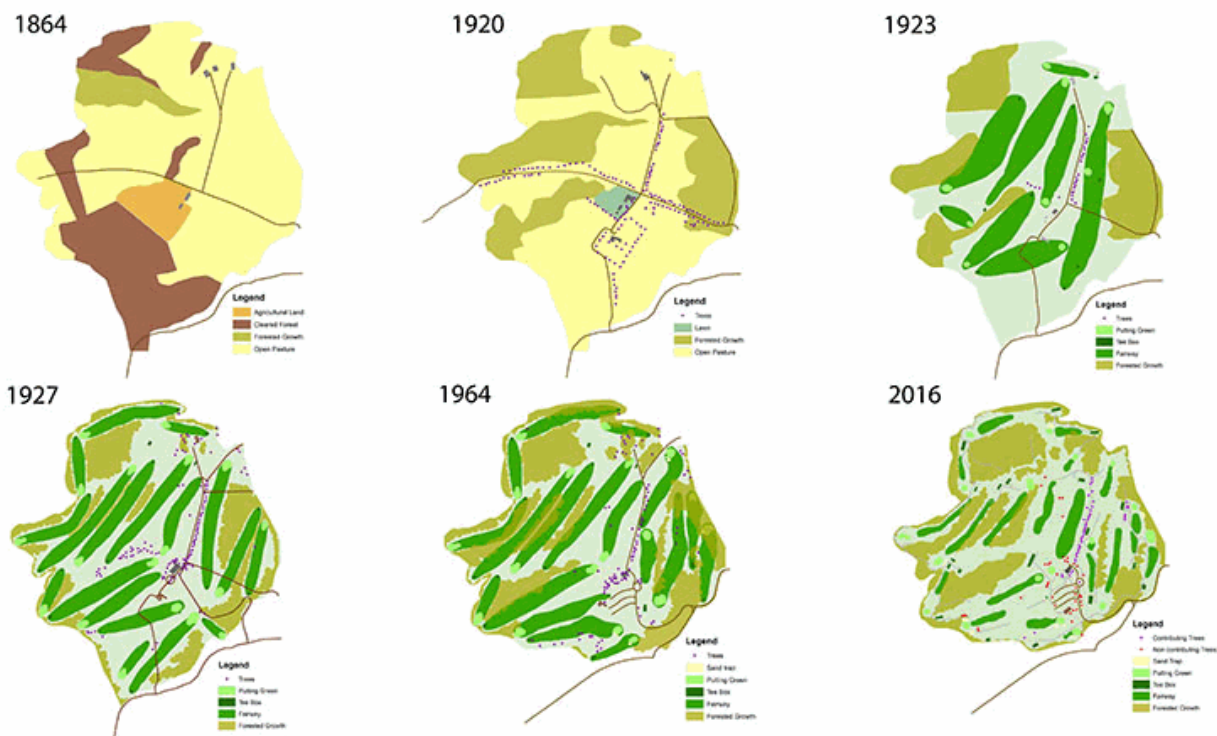 1864
Legend
Agricultural Land
Cleared Forest
Forested Growth
Open Pasture
1920
Legend
Trees
Lawn
Forested Growth
Open Pasture
1923
Legend
Trees
Putting Green
Tee Box
Fairway
Forested Growth
1927
Legend
Trees
Putting Green
Tee Box
Fairway
Forested Growth
1964
Legend
Trees
Sand trap
Putting Green
Tee Box
Fairway
Forested Growth
2016
Legend
Contributing Trees
Non contributing Trees
Sand Trap
Putting Green
Tee Box
Fairway
Forested Growth